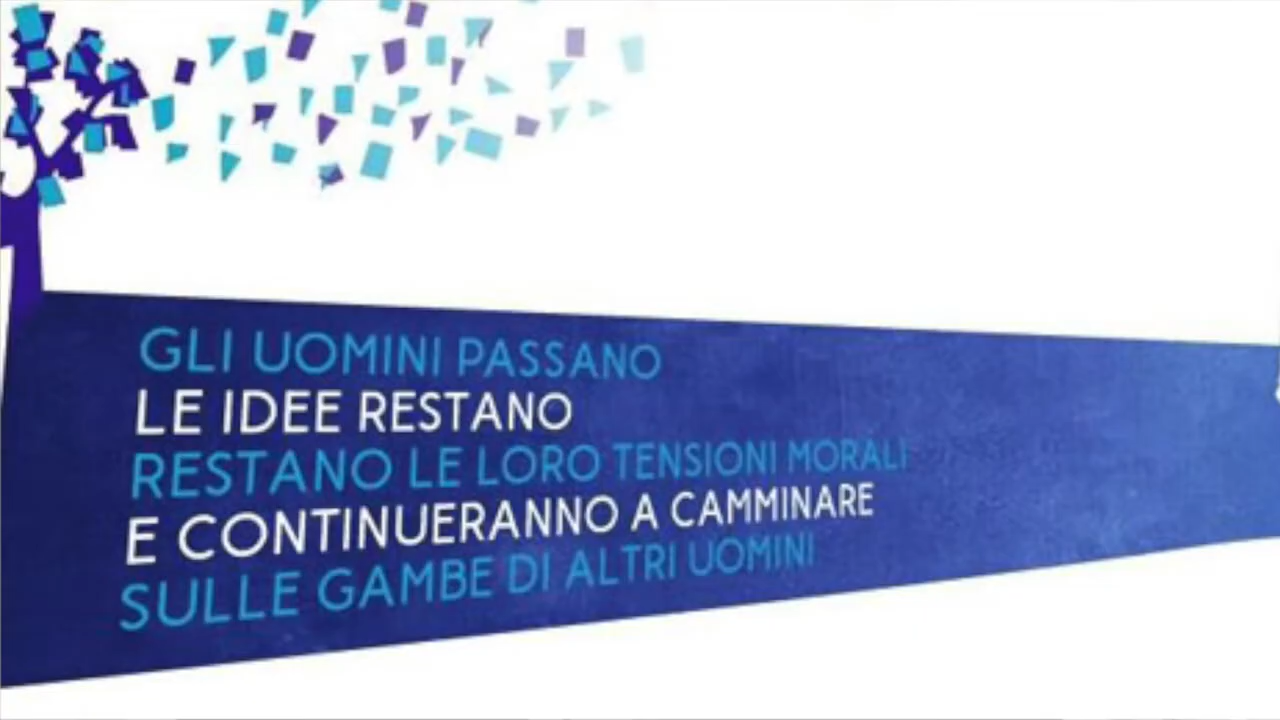 GLI UOMINI PASSANO
LE IDEE RESTANO
RESTANO LE LORO TENSIONI MORALI
E CONTINUERANNO A CAMMINARE
SULLE GAMBE DI ALTRI UOMINI